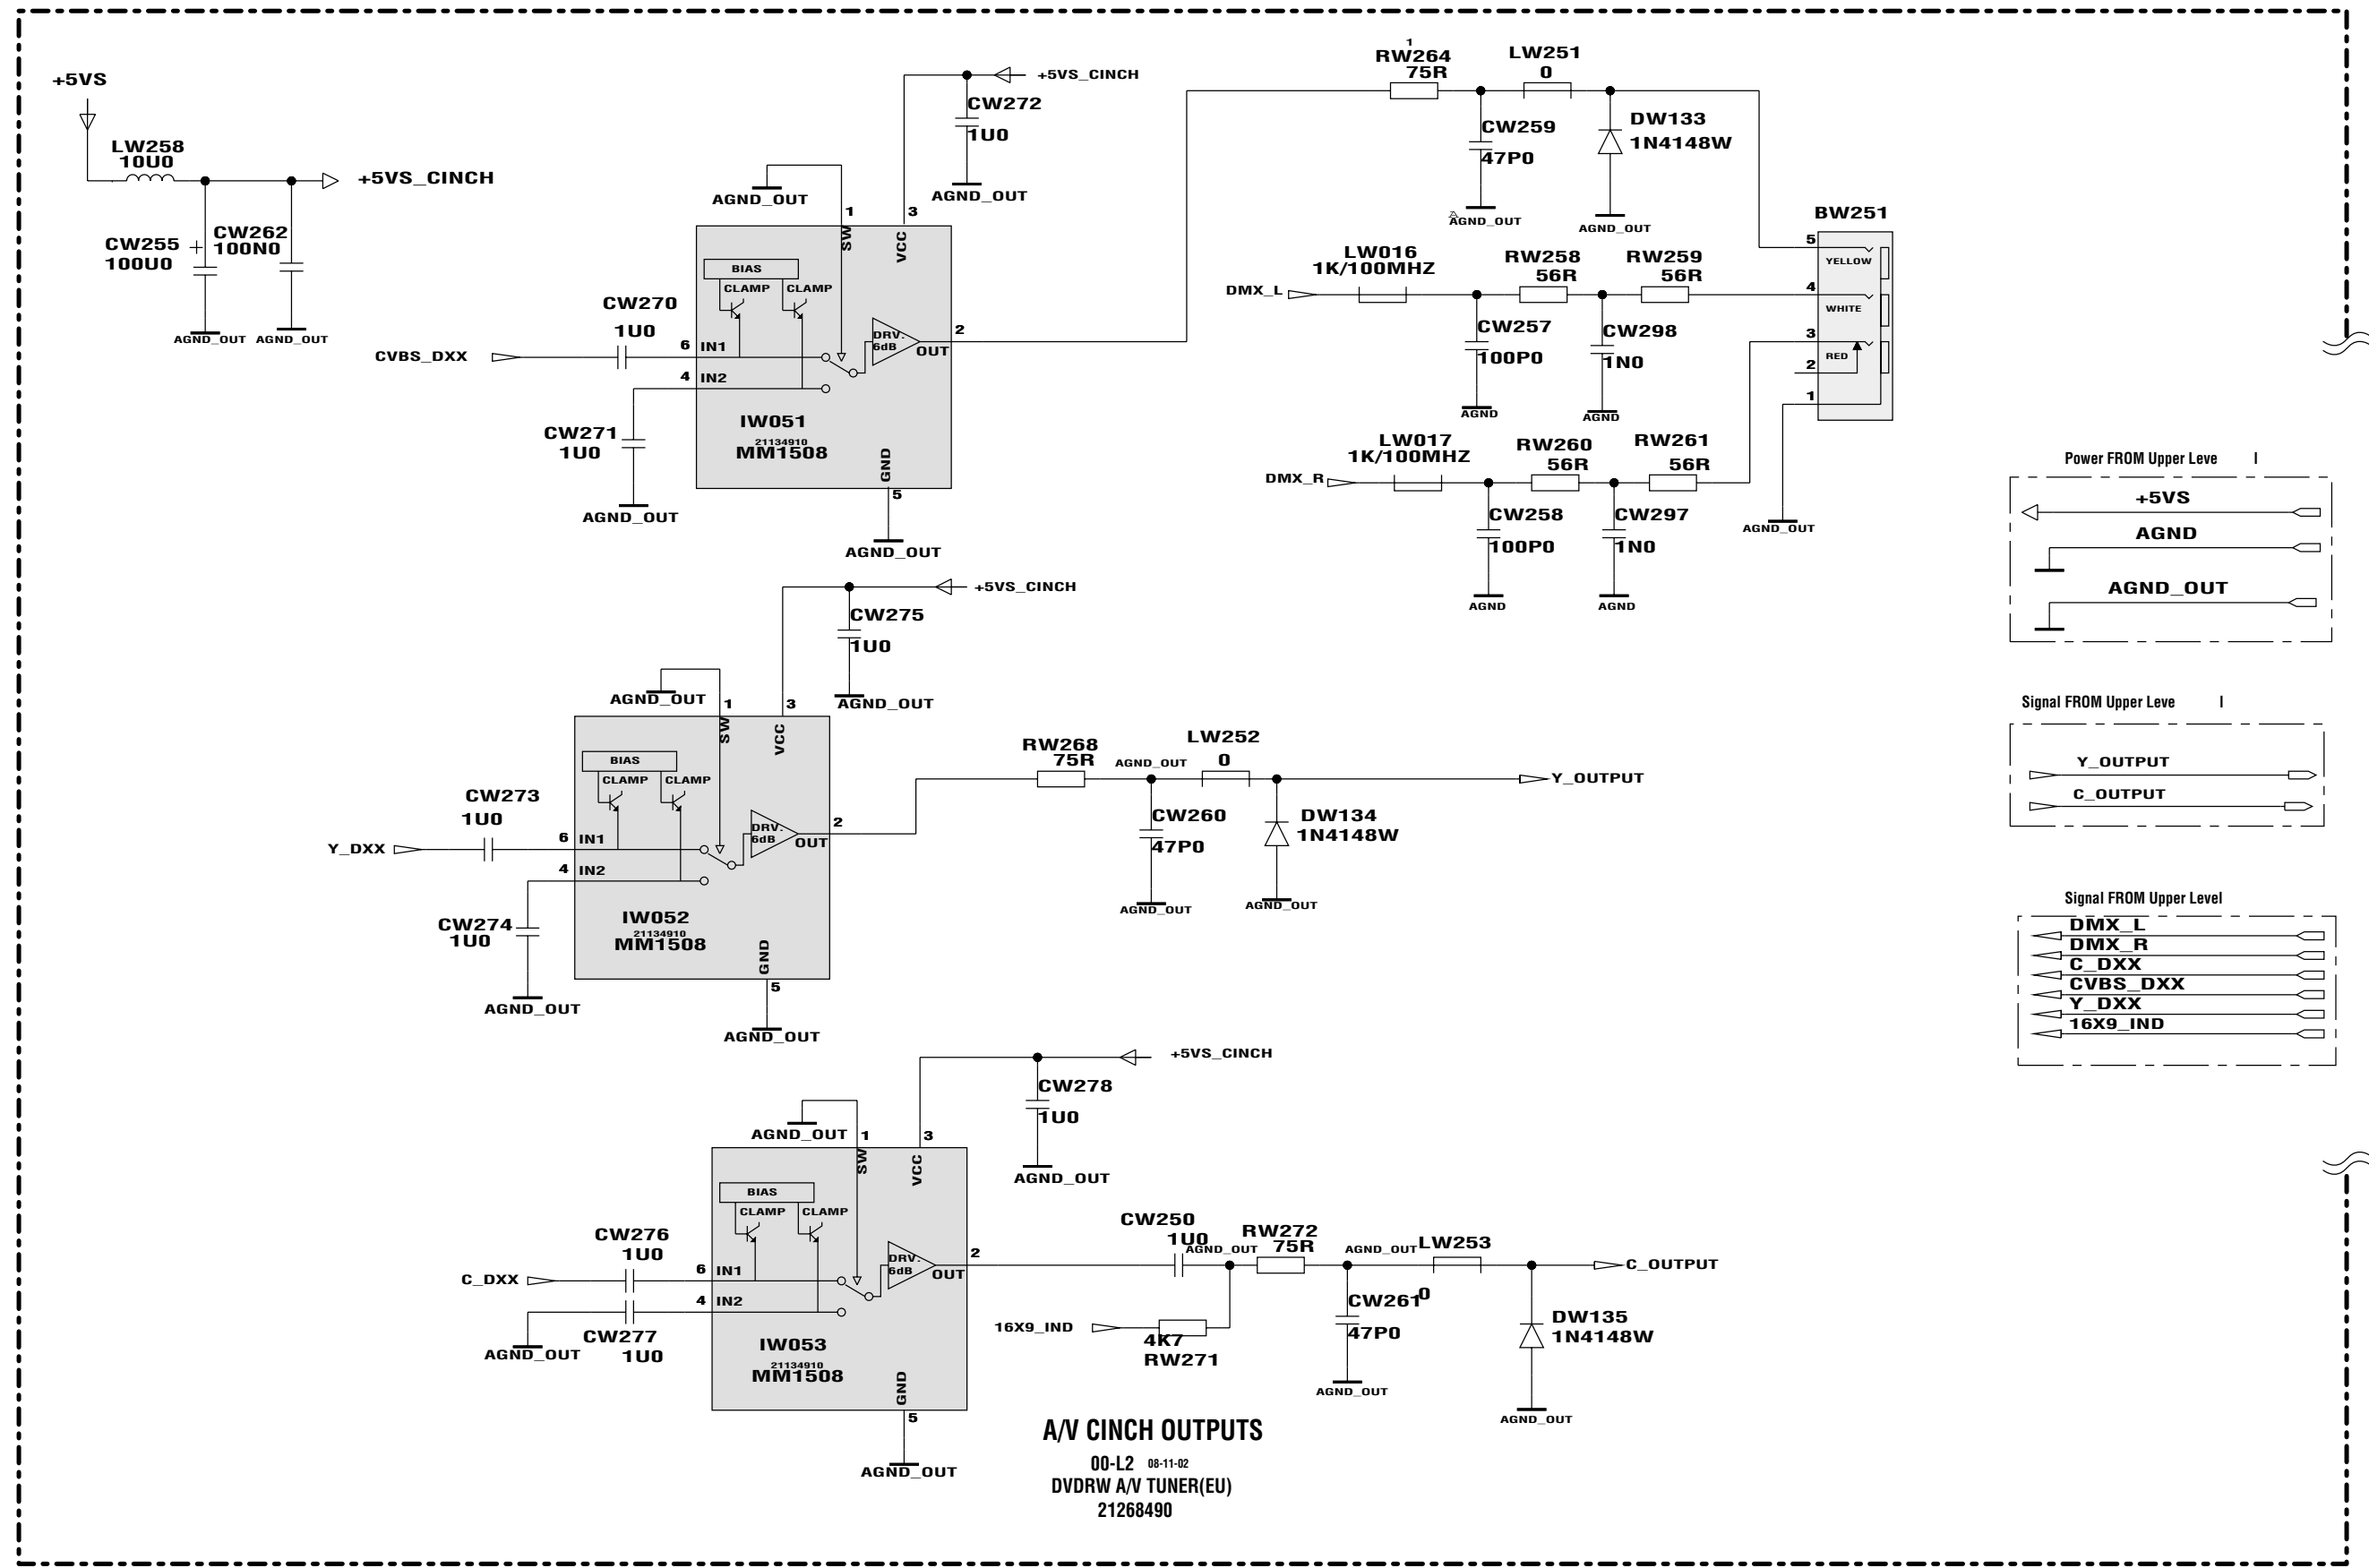 +5VS
LW258
10U0
+5VS_CINCH
CW255
100U0
+
CW262
100N0
AGND_OUT
AGND_OUT
+5VS_CINCH
CW272
1U0
AGND_OUT
AGND_OUT
1
3
SW
VCC
BIAS
CLAMP
CLAMP
CW270
1U0
CVBS_DXX
6
IN1
4
IN2
DRV.
6dB
OUT
2
CW271
1U0
AGND_OUT
IW051
21134910
MM1508
GND
5
AGND_OUT
1
RW264
75R
LW251
0
CW259
47P0
DW133
1N4148W
A
AGND_OUT
AGND_OUT
BW251
5
YELLOW
4
WHITE
3
RED
2
1
LW016
1K/100MHZ
RW258
56R
RW259
56R
DMX_L
CW257
100P0
CW298
1N0
AGND
AGND
LW017
1K/100MHZ
RW260
56R
RW261
56R
DMX_R
CW258
100P0
CW297
1N0
AGND
AGND
AGND_OUT
+5VS_CINCH
CW275
1U0
AGND_OUT
AGND_OUT
1
3
SW
VCC
BIAS
CLAMP
CLAMP
CW273
1U0
Y_DXX
6
IN1
4
IN2
DRV.
6dB
OUT
2
CW274
1U0
AGND_OUT
IW052
21134910
MM1508
GND
5
AGND_OUT
RW268
75R
AGND_OUT
LW252
0
Y_OUTPUT
CW260
47P0
DW134
1N4148W
AGND_OUT
AGND_OUT
+5VS_CINCH
CW278
1U0
AGND_OUT
AGND_OUT
1
3
SW
VCC
BIAS
CLAMP
CLAMP
CW276
1U0
C_DXX
6
IN1
4
IN2
DRV.
6dB
OUT
2
CW277
1U0
AGND_OUT
IW053
21134910
MM1508
GND
5
AGND_OUT
CW250
1U0
AGND_OUT
RW272
75R
AGND_OUT
LW253
0
C_OUTPUT
16X9_IND
4K7
RW271
CW261
47P0
DW135
1N4148W
AGND_OUT
AGND_OUT
Power FROM Upper Leve l
+5VS
AGND
AGND_OUT
Signal FROM Upper Leve l
Y_OUTPUT
C_OUTPUT
Signal FROM Upper Level
DMX_L
DMX_R
C_DXX
CVBS_DXX
Y_DXX
16X9_IND
A/V CINCH OUTPUTS
00-L2 08-11-02
DVDRW A/V TUNER(EU)
21268490